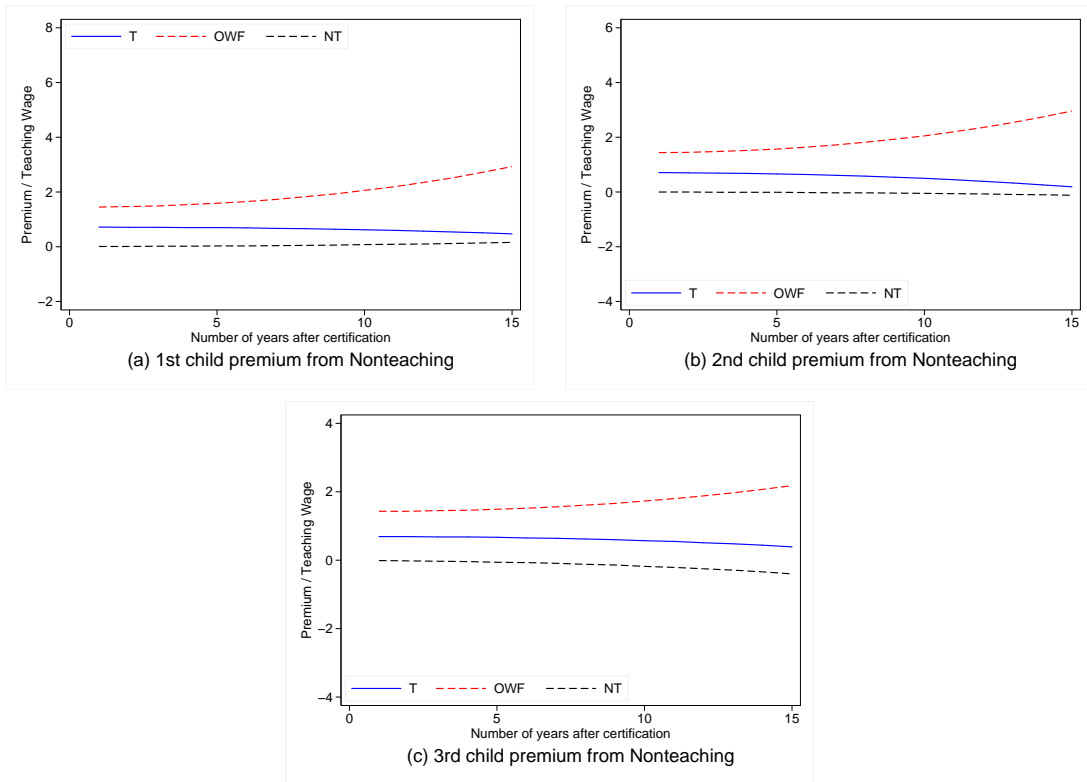 8
6
4
2
0
−2
Premium / Teaching Wage
T OWF NT
0 5 10 15
Number of years after certification
(a) 1st child premium from Nonteaching
6
4
2
0
−2
−4
Premium / Teaching Wage
T OWF NT
0 5 10 15
Number of years after certification
(b) 2nd child premium from Nonteaching
4
2
0
−2
−4
Premium / Teaching Wage
T OWF NT
0 5 10 15
Number of years after certification
(c) 3rd child premium from Nonteaching